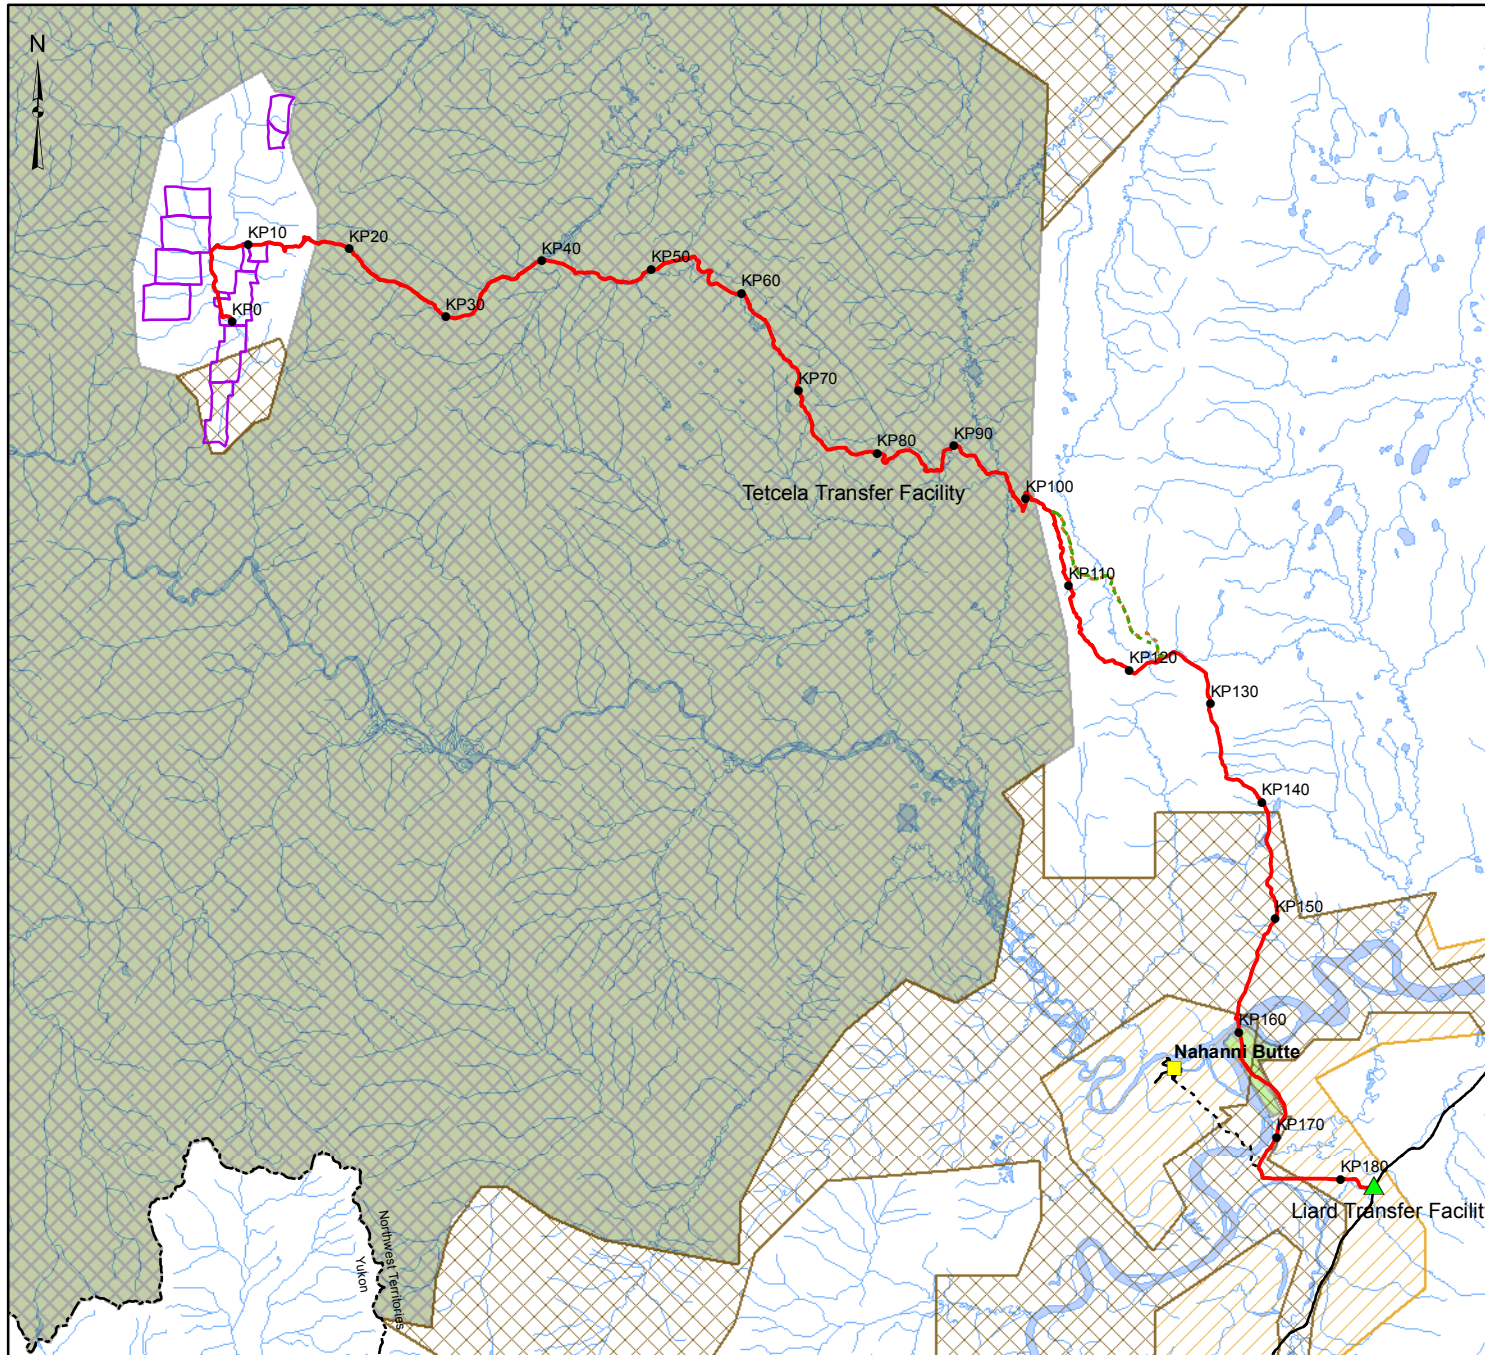 N
KP10
KP20
KP40
KP50
KP60
KP30
KP0
KP70
KP80
KP90
Tetcela Transfer Facility
KP100
KP110
KP120
KP130
KP140
KP150
KP160
Nahanni Butte
KP170
KP180
Liard Transfer Facilit
Northwest Territories
Yukon